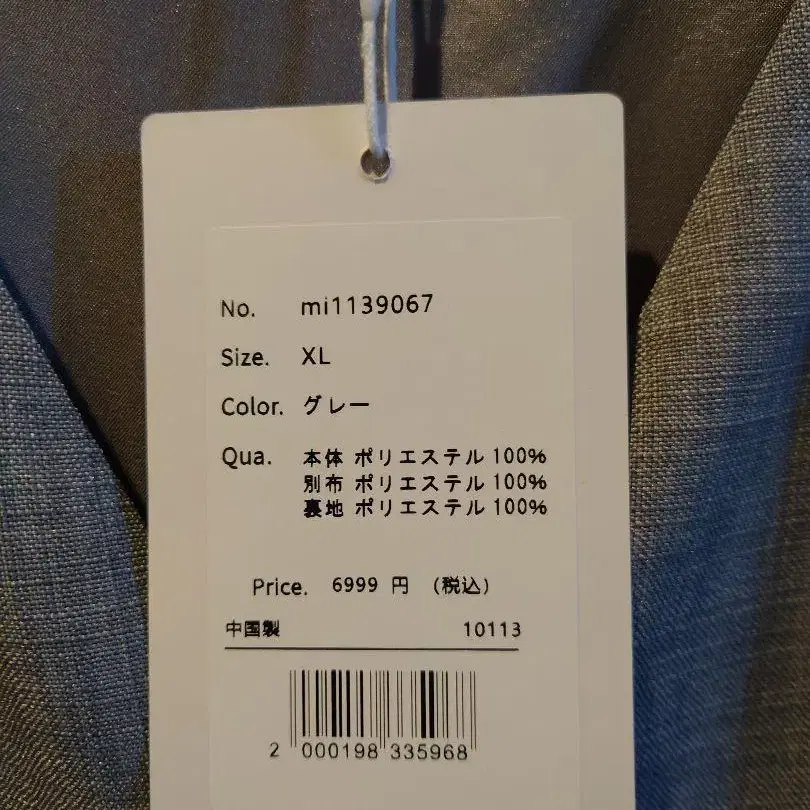 No. mi1139067
Size. XL
Color. グレー
Qua. 本体 ポリエステル 100%
別布 ポリエステル 100%
裏地 ポリエステル 100%
Price. 6999 円 (税込)
中国製 10113
2 000198 335968